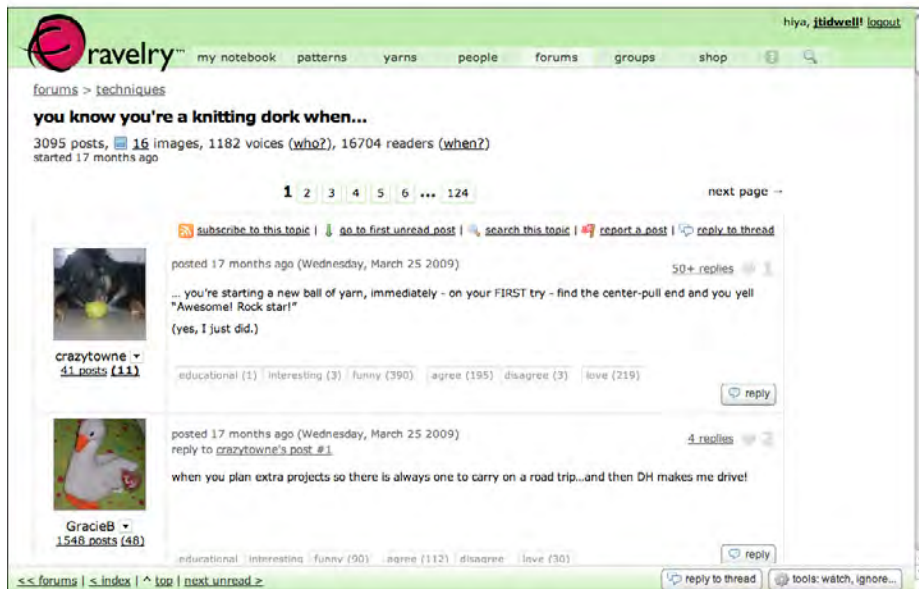 hiya, jtidwell! logout
ravelry™
my notebook patterns yarns people forums groups shop
forums > techniques
you know you're a knitting dork when...
3095 posts, 16 images, 1182 voices (who?), 16704 readers (when?)
started 17 months ago
1 2 3 4 5 6 ... 124 next page →
subscribe to this topic | go to first unread post | search this topic | report a post | reply to thread
posted 17 months ago (Wednesday, March 25 2009)
50+ replies 1
... you're starting a new ball of yarn, immediately - on your FIRST try - find the center-pull end and you yell
"Awesome! Rock star!"
(yes, I just did.)
crazytowne
41 posts (11)
educational (1) interesting (3) funny (390) agree (195) disagree (3) love (219)
reply
posted 17 months ago (Wednesday, March 25 2009)
4 replies 2
reply to crazytowne's post #1
when you plan extra projects so there is always one to carry on a road trip...and then DH makes me drive!
GracieB
1548 posts (48)
educational interesting funny (90) agree (112) disagree love (30)
reply
<< forums | < index | ^ top | next unread > reply to thread tools: watch, ignore...